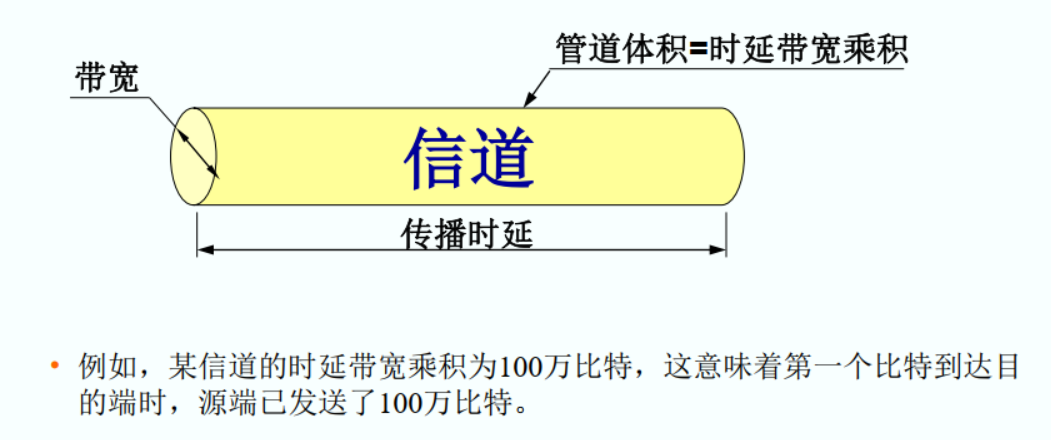 管道体积=时延带宽乘积
带宽
信道
传播时延
• 例如，某信道的时延带宽乘积为100万比特，这意味着第一个比特到达目
的端时，源端已发送了100万比特。